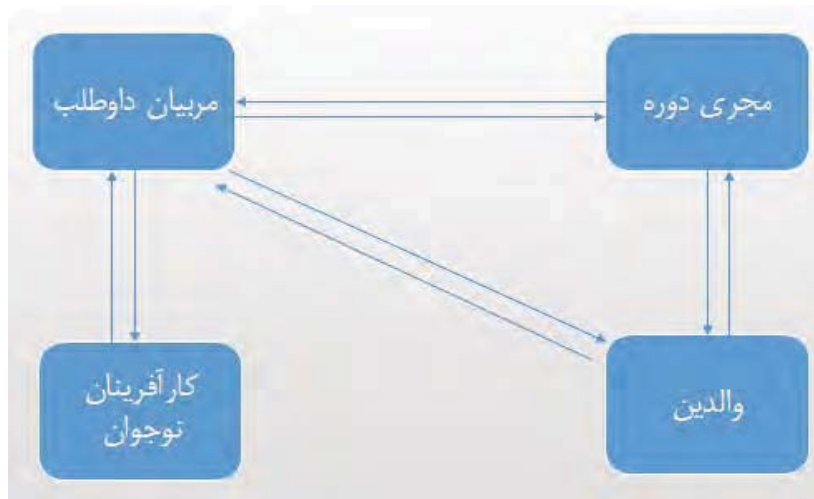 مجری دوره
مربیان داوطلب
والدین
کارآفرینان
نوجوان